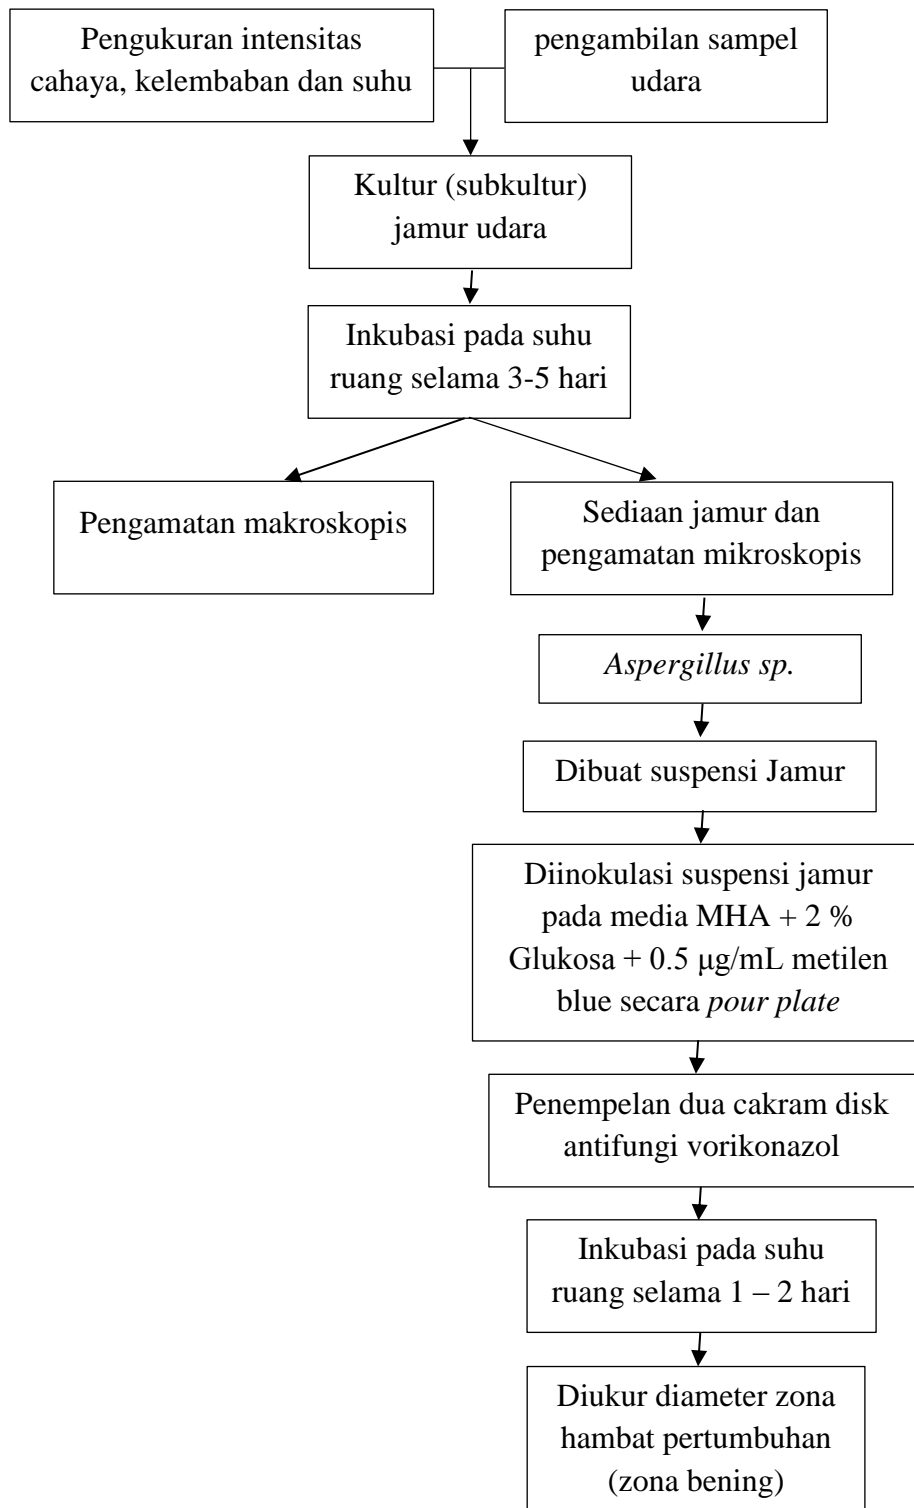 Pengukuran intensitas
cahaya, kelembaban dan suhu
pengambilan sampel
udara
Kultur (subkultur)
jamur udara
Inkubasi pada suhu
ruang selama 3-5 hari
Pengamatan makroskopis
Sediaan jamur dan
pengamatan mikroskopis
Aspergillus sp.
Dibuat suspensi Jamur
Diinokulasi suspensi jamur
pada media MHA + 2 %
Glukosa + 0.5 μg/mL metilen
blue secara pour plate
Penempelan dua cakram disk
antifungi vorikonazol
Inkubasi pada suhu
ruang selama 1 – 2 hari
Diukur diameter zona
hambat pertumbuhan
(zona bening)